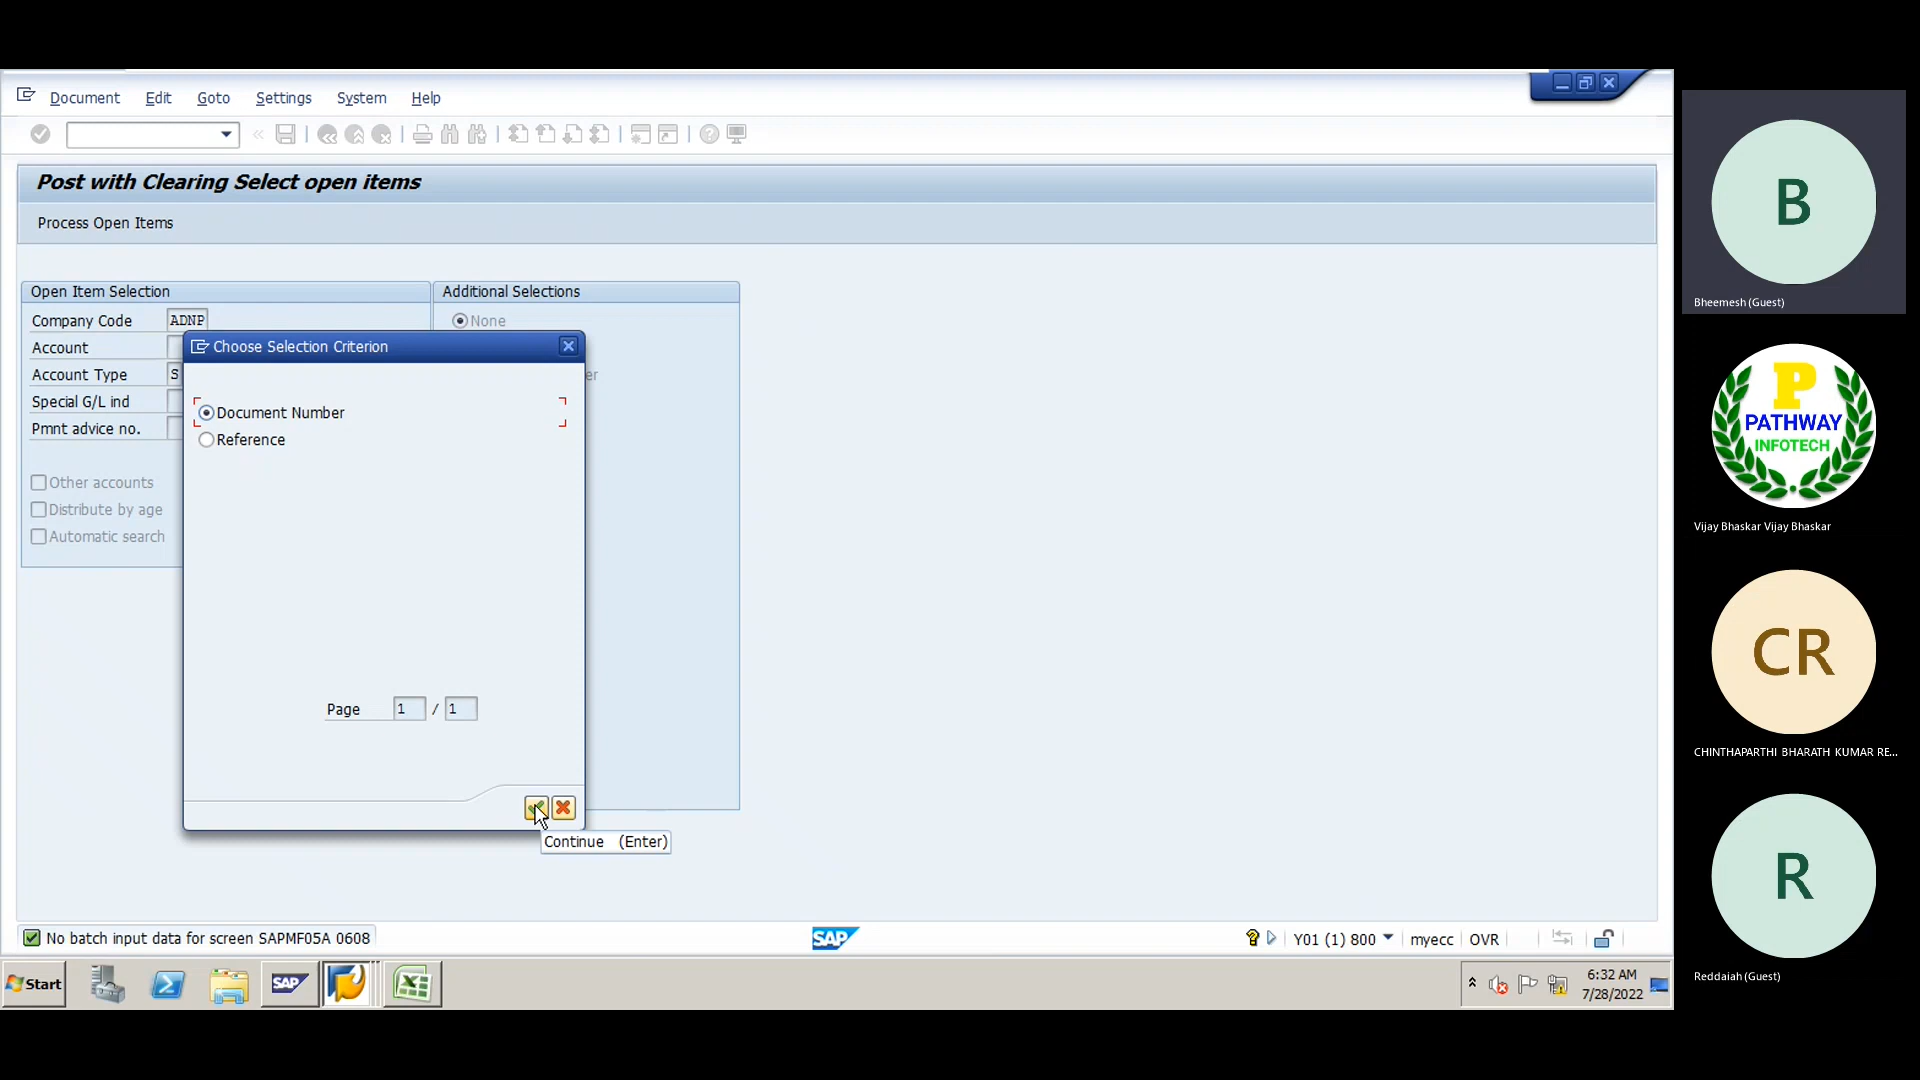 Document Edit Goto Settings System Help
Post with Clearing Select open items
Process Open Items
Open Item Selection
Additional Selections
Company Code ADNP
None
Account
Account Type S
er
Special G/L ind
Pmnt advice no.
Other accounts
Distribute by age
Automatic search
Choose Selection Criterion
Document Number
Reference
Page 1 / 1
Continue (Enter)
No batch input data for screen SAPMF05A 0608
SAP
Y01 (1) 800 myecc OVR
Start
SAP
6:32 AM
7/28/2022
B
Bheemesh (Guest)
P
PATHWAY
INFOTECH
Vijay Bhaskar Vijay Bhaskar
CR
CHINTHAPARTHI BHARATH KUMAR RE...
R
Reddaiah (Guest)